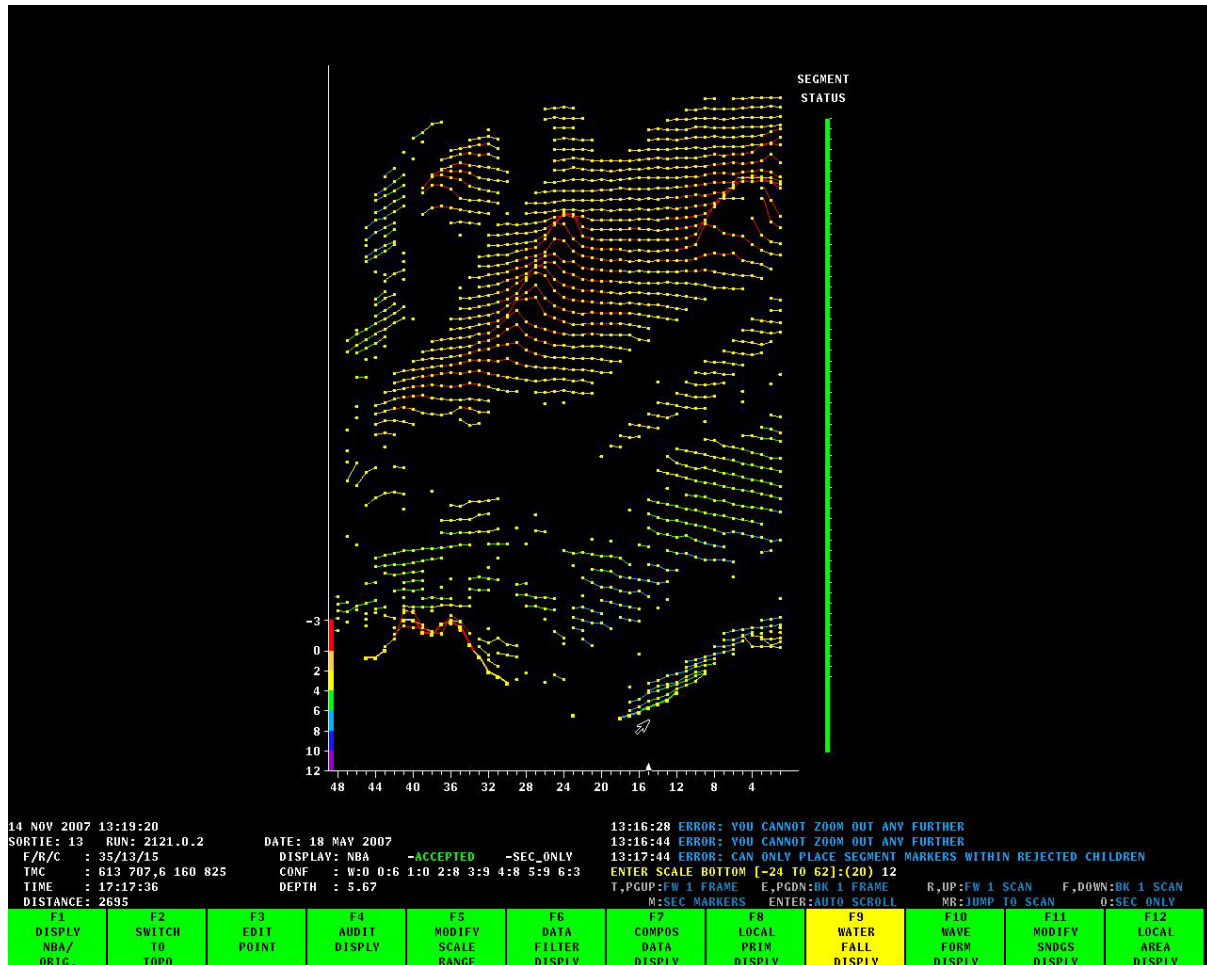 SEGMENT
STATUS
-3
0
2
4
6
8
10
12
48 44 40 36 32 28 24 20 16 12 8 4
14 NOV 2007 13:19:20
SORTIE: 13 RUN: 2121.0.2 DATE: 18 MAY 2007
F/R/C : 35/13/15 DISPLAY: NBA -ACCEPTED -SEC_ONLY
TMC : 613 707,6 160 825 CONF : W:0 0:6 1:0 2:8 3:9 4:8 5:9 6:3
TIME : 17:17:36 DEPTH : 5.67
DISTANCE: 2695
13:16:28 ERROR: YOU CANNOT ZOOM OUT ANY FURTHER
13:16:44 ERROR: YOU CANNOT ZOOM OUT ANY FURTHER
13:17:44 ERROR: CAN ONLY PLACE SEGMENT MARKERS WITHIN REJECTED CHILDREN
ENTER SCALE BOTTOM [-24 TO 62]:(20) 12
T,PGUP:FW 1 FRAME E,PGDN:BK 1 FRAME R,UP:FW 1 SCAN F,DOWN:BK 1 SCAN
M:SEC MARKERS ENTER:AUTO SCROLL MR:JUMP TO SCAN Q:SEC ONLY
F1 F2 F3 F4 F5 F6 F7 F8 F9 F10 F11 F12
DISPLAY SWITCH EDIT AUDIT MODIFY DATA COMPOS LOCAL WATER WAVE MODIFY LOCAL
NBA/ TO POINT DISPLAY SCALE FILTER DATA PRIM FALL FORM SNDGS AREA
ORIG. TOPO RANGE DISPLY DISPLY DISPLY DISPLY DISPLY DISPLY DISPLY